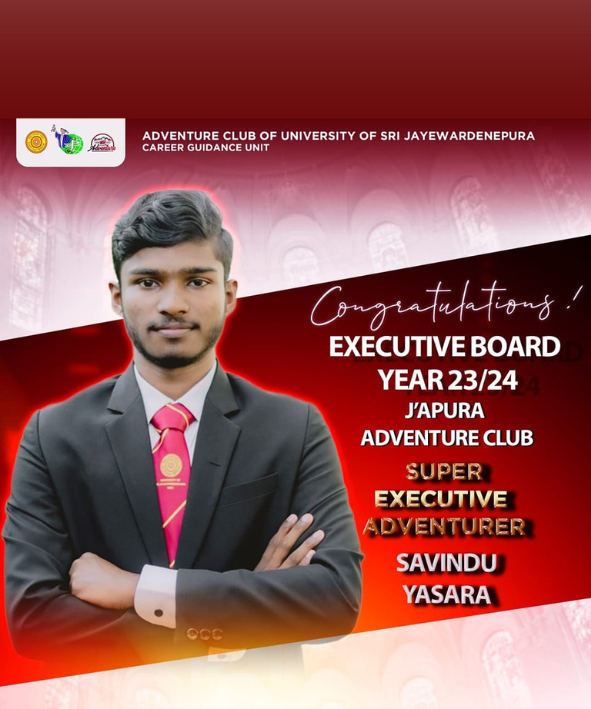 ADVENTURE CLUB OF UNIVERSITY OF SRI JAYEWARDENEPURA
CAREER GUIDANCE UNIT
Congratulations !
EXECUTIVE BOARD
YEAR 23/24
J'APURA
ADVENTURE CLUB
SUPER
EXECUTIVE
ADVENTURER
SAVINDU
YASARA